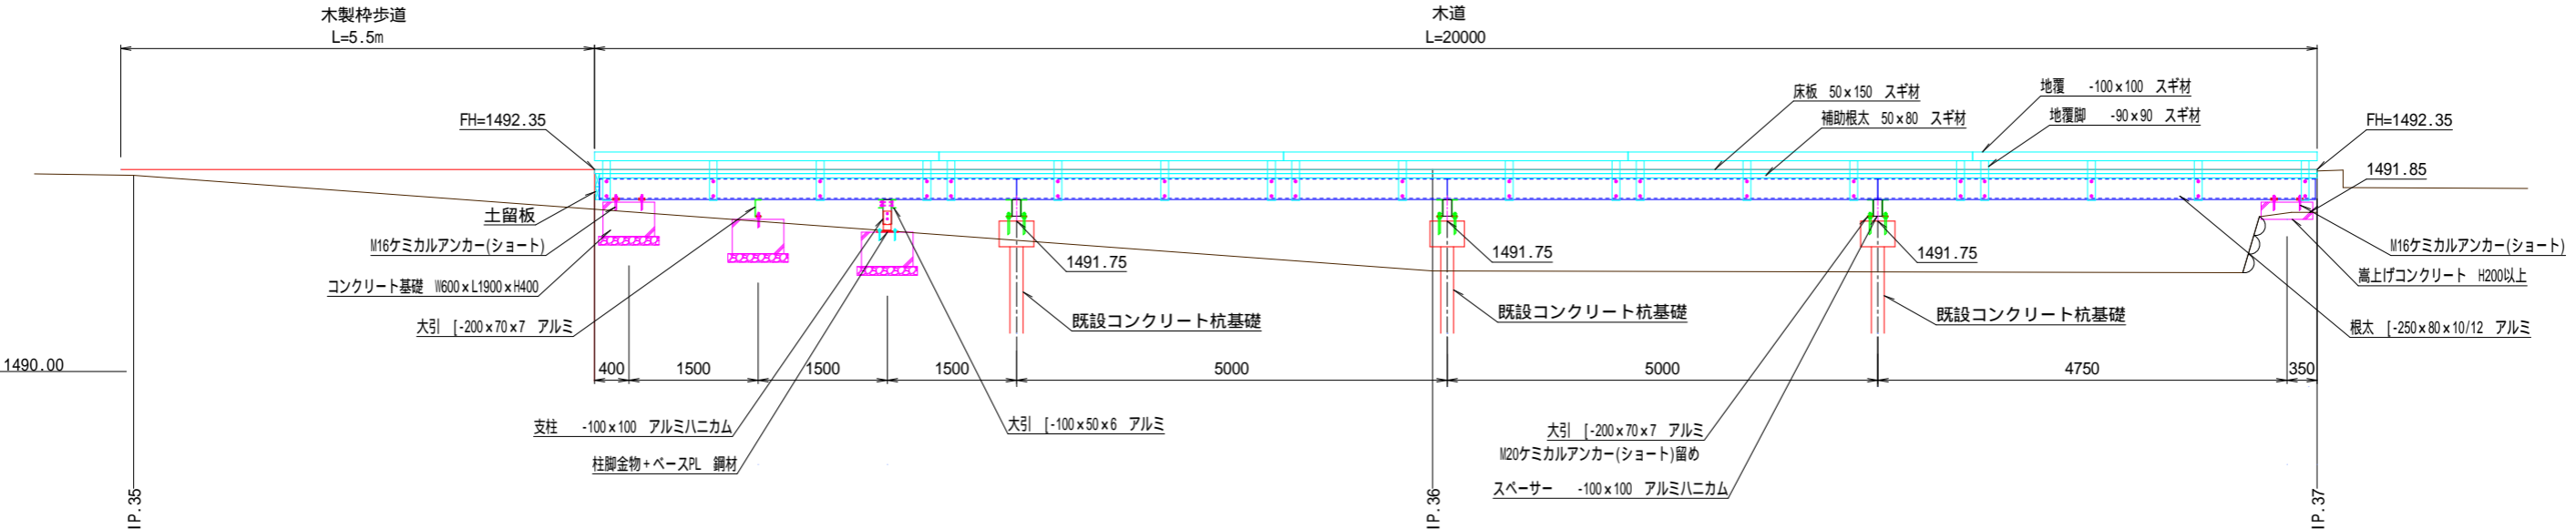 木製枠歩道
L=5.5m
木道
L=20000
床板 50×150 スギ材
地覆 -100×100 スギ材
補助根太 50×80 スギ材
地覆脚 -90×90 スギ材
FH=1492.35
FH=1492.35
1491.85
土留板
M16ケミカルアンカー(ショート)
コンクリート基礎 W600×L1900×H400
大引 [-200×70×7 アルミ
1491.75
1491.75
1491.75
既設コンクリート杭基礎
既設コンクリート杭基礎
既設コンクリート杭基礎
M16ケミカルアンカー(ショート)
嵩上げコンクリート H200以上
根太 [-250×80×10/12 アルミ
1490.00
400
1500
1500
1500
5000
5000
4750
350
支柱 -100×100 アルミハニカム
大引 [-100×50×6 アルミ
柱脚金物+ベースPL 鋼材
大引 [-200×70×7 アルミ
M20ケミカルアンカー(ショート)留め
スペーサー -100×100 アルミハニカム
IP.35
IP.36
IP.37